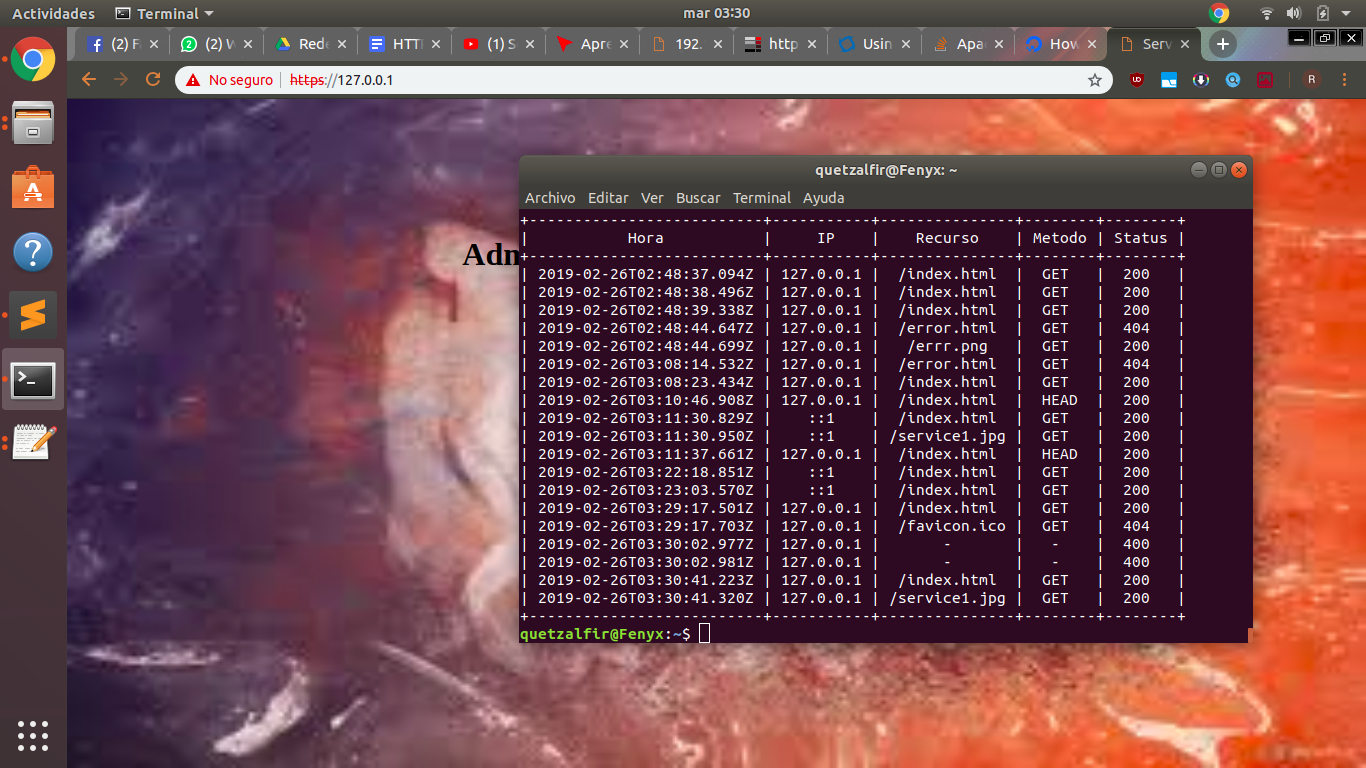 Actividades Terminal mar 03:30
(2) F (2) W Rede HTT (1) S Apre 192. http Usin Apac How Serv
No seguro https://127.0.0.1 R
Adn
quetzalfir@Fenyx: ~
Archivo Editar Ver Buscar Terminal Ayuda
+--------------------------+-----------+---------------+--------+--------+
| Hora | IP | Recurso | Metodo | Status |
+--------------------------+-----------+---------------+--------+--------+
| 2019-02-26T02:48:37.094Z | 127.0.0.1 | /index.html | GET | 200 |
| 2019-02-26T02:48:38.496Z | 127.0.0.1 | /index.html | GET | 200 |
| 2019-02-26T02:48:39.338Z | 127.0.0.1 | /index.html | GET | 200 |
| 2019-02-26T02:48:44.647Z | 127.0.0.1 | /error.html | GET | 404 |
| 2019-02-26T02:48:44.699Z | 127.0.0.1 | /errr.png | GET | 200 |
| 2019-02-26T03:08:14.532Z | 127.0.0.1 | /error.html | GET | 404 |
| 2019-02-26T03:08:23.434Z | 127.0.0.1 | /index.html | GET | 200 |
| 2019-02-26T03:10:46.908Z | 127.0.0.1 | /index.html | HEAD | 200 |
| 2019-02-26T03:11:30.829Z | ::1 | /index.html | GET | 200 |
| 2019-02-26T03:11:30.950Z | ::1 | /service1.jpg | GET | 200 |
| 2019-02-26T03:11:37.661Z | 127.0.0.1 | /index.html | HEAD | 200 |
| 2019-02-26T03:22:18.851Z | ::1 | /index.html | GET | 200 |
| 2019-02-26T03:23:03.570Z | ::1 | /index.html | GET | 200 |
| 2019-02-26T03:29:17.501Z | 127.0.0.1 | /index.html | GET | 200 |
| 2019-02-26T03:29:17.703Z | 127.0.0.1 | /favicon.ico | GET | 404 |
| 2019-02-26T03:30:02.977Z | 127.0.0.1 | - | - | 400 |
| 2019-02-26T03:30:02.981Z | 127.0.0.1 | - | - | 400 |
| 2019-02-26T03:30:41.223Z | 127.0.0.1 | /index.html | GET | 200 |
| 2019-02-26T03:30:41.320Z | 127.0.0.1 | /service1.jpg | GET | 200 |
+--------------------------+-----------+---------------+--------+--------+
quetzalfir@Fenyx:~$